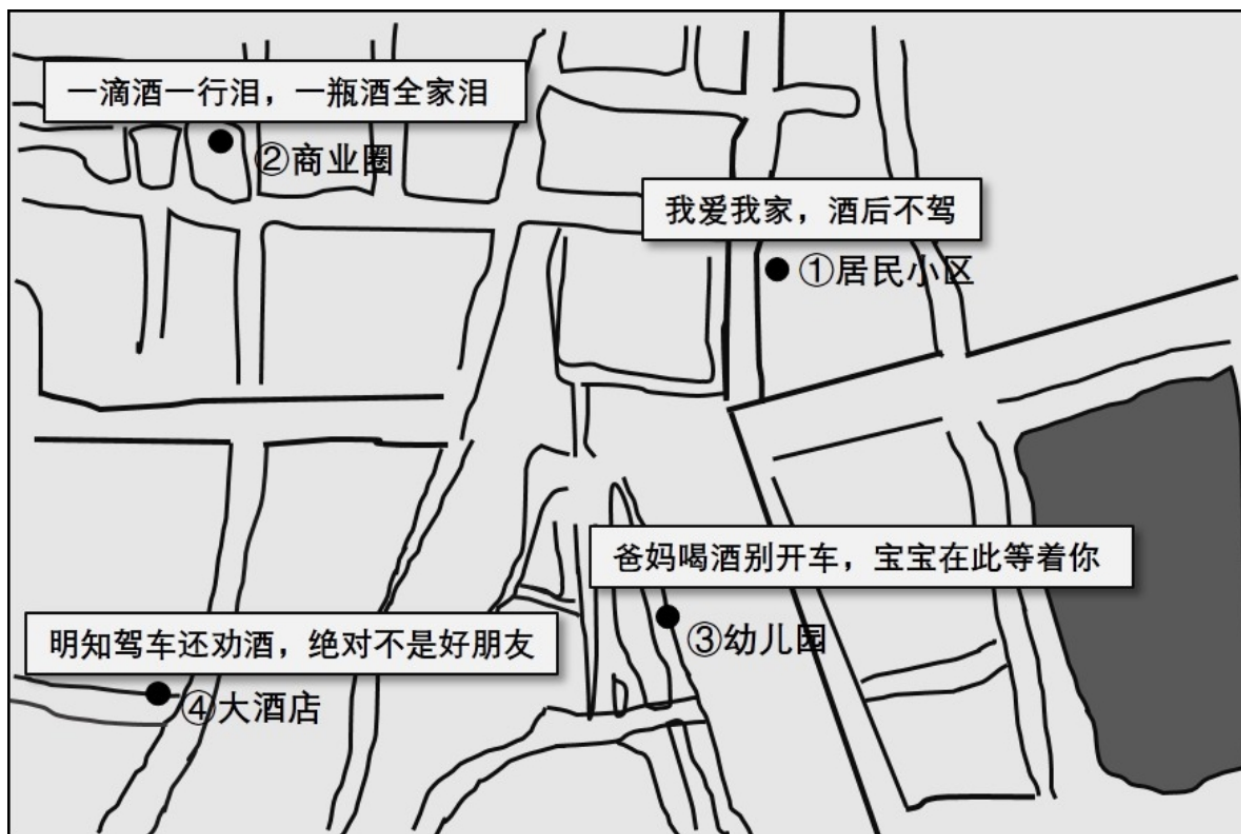 一滴酒一行泪，一瓶酒全家泪
②商业圈
我爱我家，酒后不驾
①居民小区
爸妈喝酒别开车，宝宝在此等着你
③幼儿园
明知驾车还劝酒，绝对不是好朋友
④大酒店